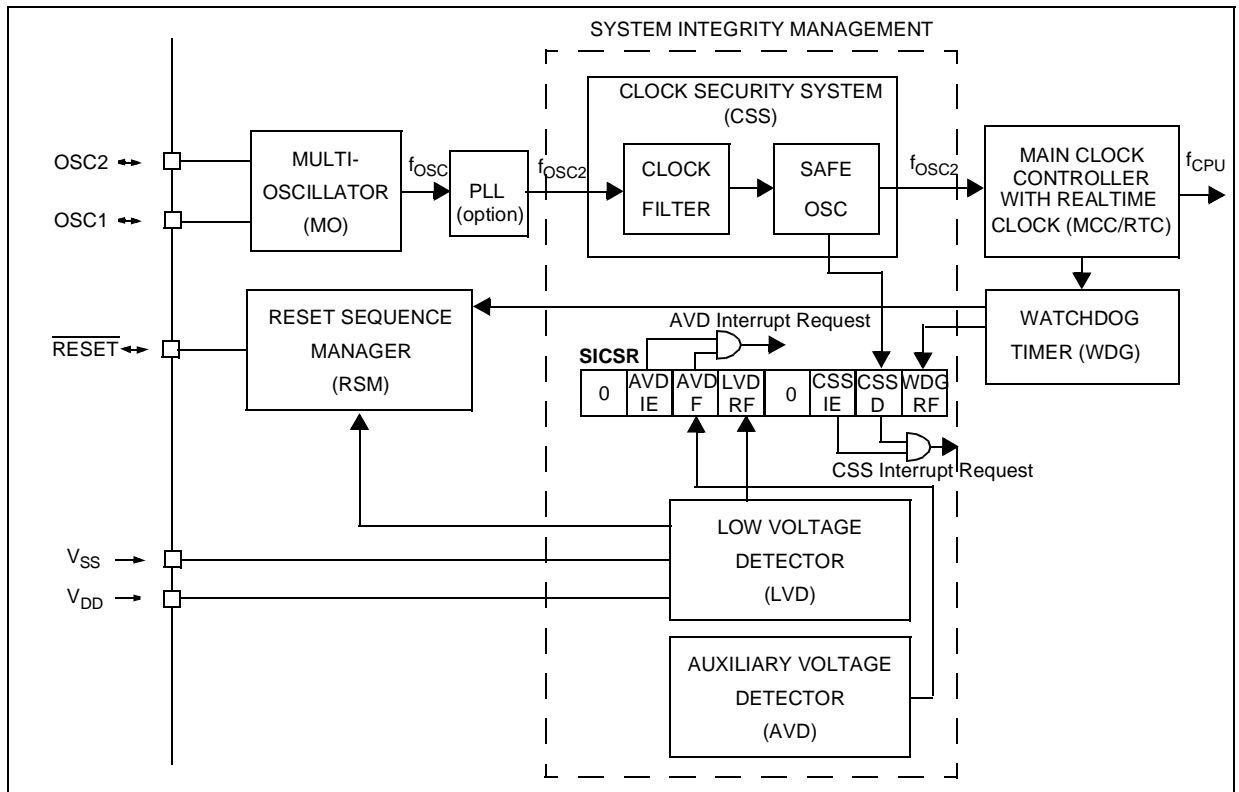 SYSTEM INTEGRITY MANAGEMENT
CLOCK SECURITY SYSTEM
(CSS)
OSC2
OSC1
MULTI-
OSCILLATOR
(MO)
fOSC
PLL
(option)
fOSC2
CLOCK
FILTER
SAFE
OSC
fOSC2
MAIN CLOCK
CONTROLLER
WITH REALTIME
CLOCK (MCC/RTC)
fCPU
RESET
RESET SEQUENCE
MANAGER
(RSM)
AVD Interrupt Request
WATCHDOG
TIMER (WDG)
SICSR
0
AVD
IE
AVD
F
LVD
RF
0
CSS
IE
CSS
D
WDG
RF
CSS Interrupt Request
VSS
VDD
LOW VOLTAGE
DETECTOR
(LVD)
AUXILIARY VOLTAGE
DETECTOR
(AVD)